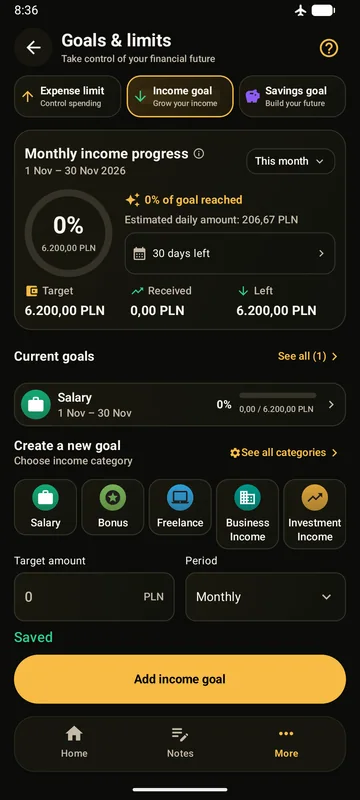 8:36
Goals & limits
Take control of your financial future
Expense limit
Control spending
Income goal
Grow your income
Savings goal
Build your future
Monthly income progress
This month
1 Nov – 30 Nov 2026
0%
6.200,00 PLN
0% of goal reached
Estimated daily amount: 206,67 PLN
30 days left
Target
Received
Left
6.200,00 PLN
0,00 PLN
6.200,00 PLN
Current goals
See all (1)
Salary
1 Nov – 30 Nov
0%
0,00 / 6.200,00 PLN
Create a new goal
Choose income category
See all categories
Salary
Bonus
Freelance
Business
Income
Investment
Income
Target amount
Period
0
PLN
Monthly
Saved
Add income goal
Home
Notes
More